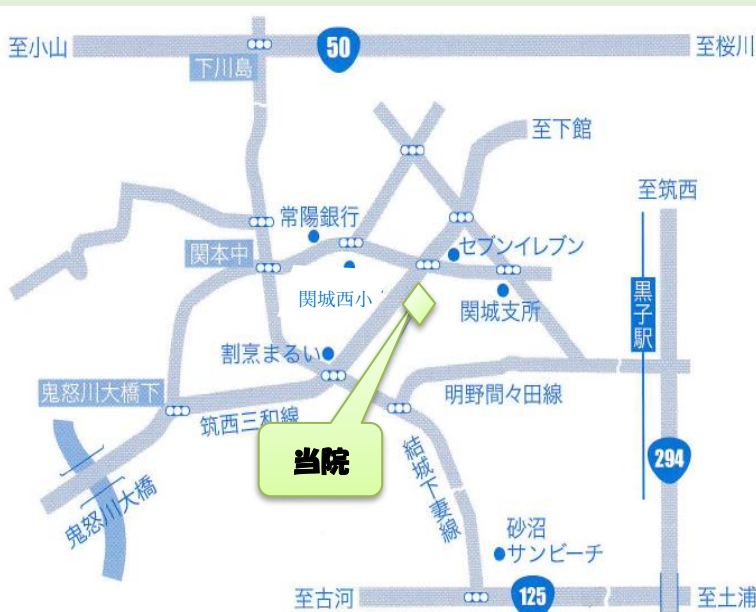 至小山
50
至桜川
下川島
至下館
至筑西
常陽銀行
関本中
セブンイレブン
関城西小
関城支所
黒子駅
割烹まるい
鬼怒川大橋下
明野間々田線
筑西三和線
当院
294
結城下妻線
鬼怒川大橋
砂沼
サンビーチ
至古河
125
至土浦